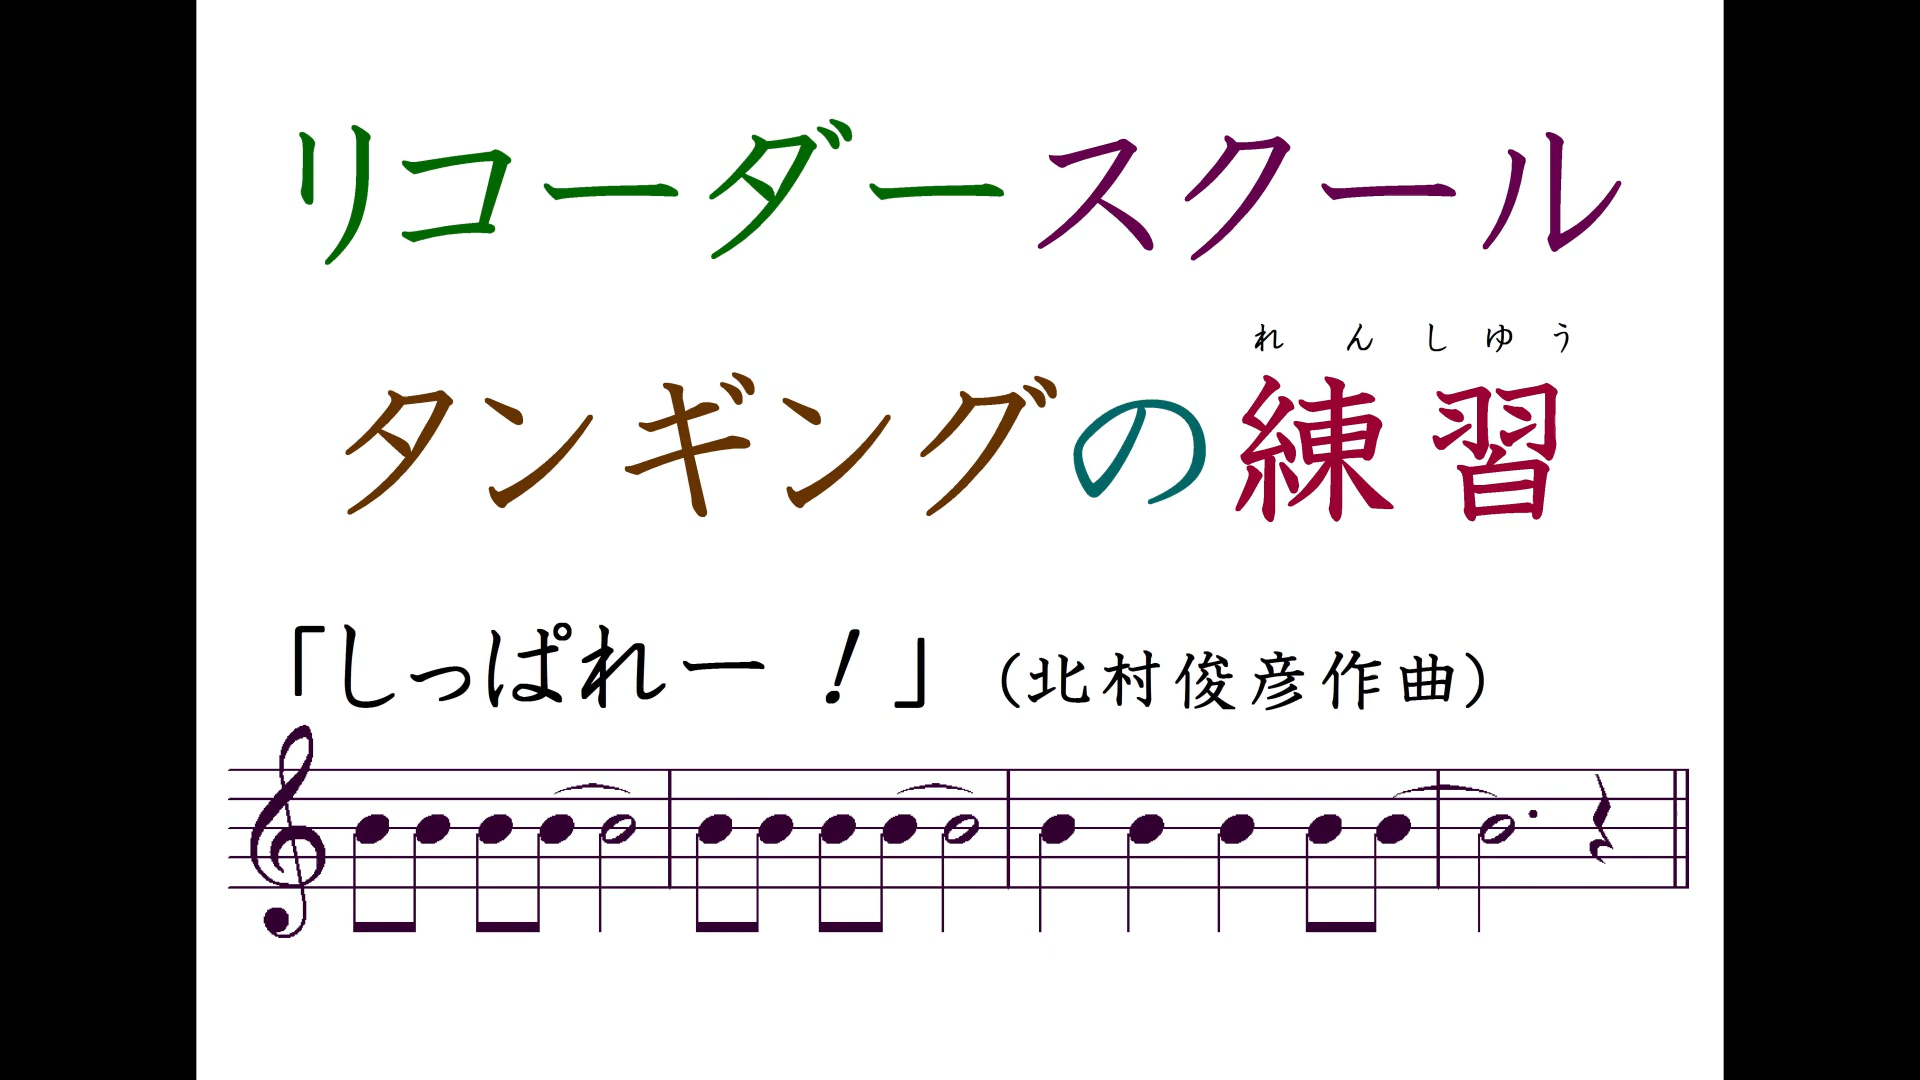 リコーダースクール
れんしゆう
タンギングの練習
「しっぱれー！」（北村俊彦作曲）